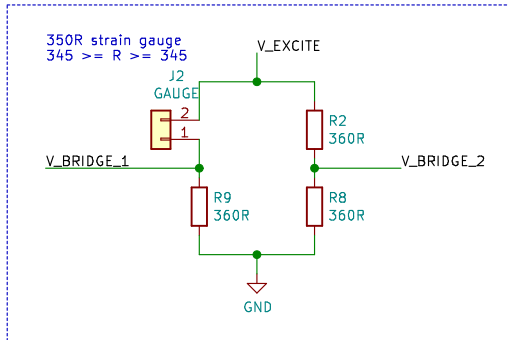 350R strain gauge
345 >= R >= 345
V_EXCITE
J2
GAUGE
2
1
R2
360R
V_BRIDGE_1
V_BRIDGE_2
R9
360R
R8
360R
GND